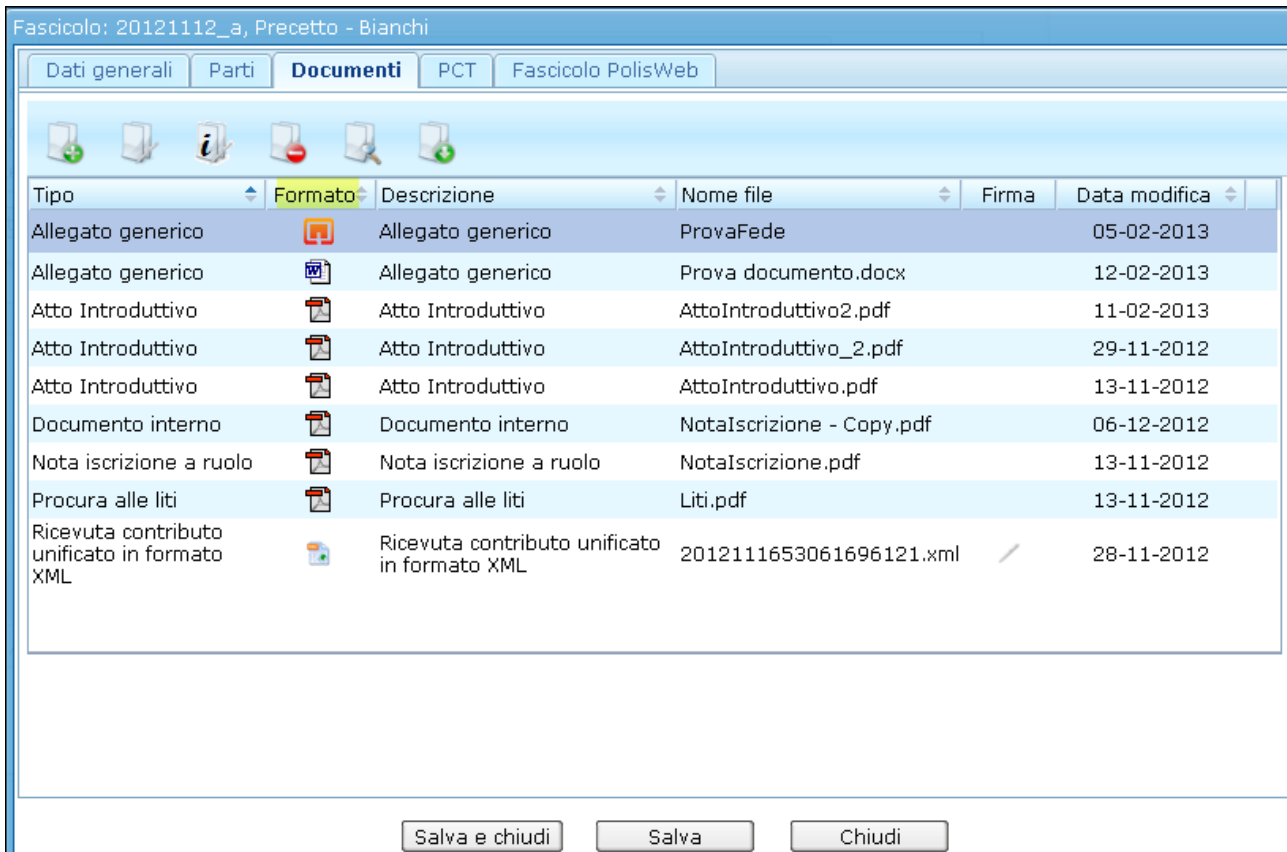 Fascicolo: 20121112_a, Precetto - Bianchi
Dati generali Parti Documenti PCT Fascicolo PolisWeb
Tipo Formato Descrizione Nome file Firma Data modifica
Allegato generico Allegato generico ProvaFede 05-02-2013
Allegato generico Allegato generico Prova documento.docx 12-02-2013
Atto Introduttivo Atto Introduttivo AttoIntroduttivo2.pdf 11-02-2013
Atto Introduttivo Atto Introduttivo AttoIntroduttivo_2.pdf 29-11-2012
Atto Introduttivo Atto Introduttivo AttoIntroduttivo.pdf 13-11-2012
Documento interno Documento interno NotaIscrizione - Copy.pdf 06-12-2012
Nota iscrizione a ruolo Nota iscrizione a ruolo NotaIscrizione.pdf 13-11-2012
Procura alle liti Procura alle liti Liti.pdf 13-11-2012
Ricevuta contributo
unificato in formato
XML
Ricevuta contributo unificato
in formato XML
2012111653061696121.xml 28-11-2012
Salva e chiudi Salva Chiudi